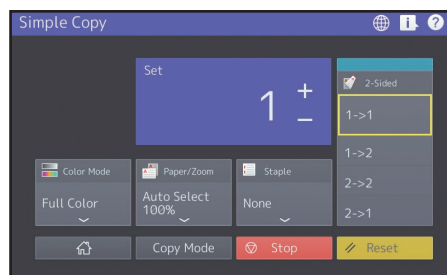 Simple Copy
Set
1
2-Sided
1->1
1->2
2->2
2->1
Color Mode
Full Color
Paper/Zoom
Auto Select
100%
Staple
None
Copy Mode
Stop
Reset